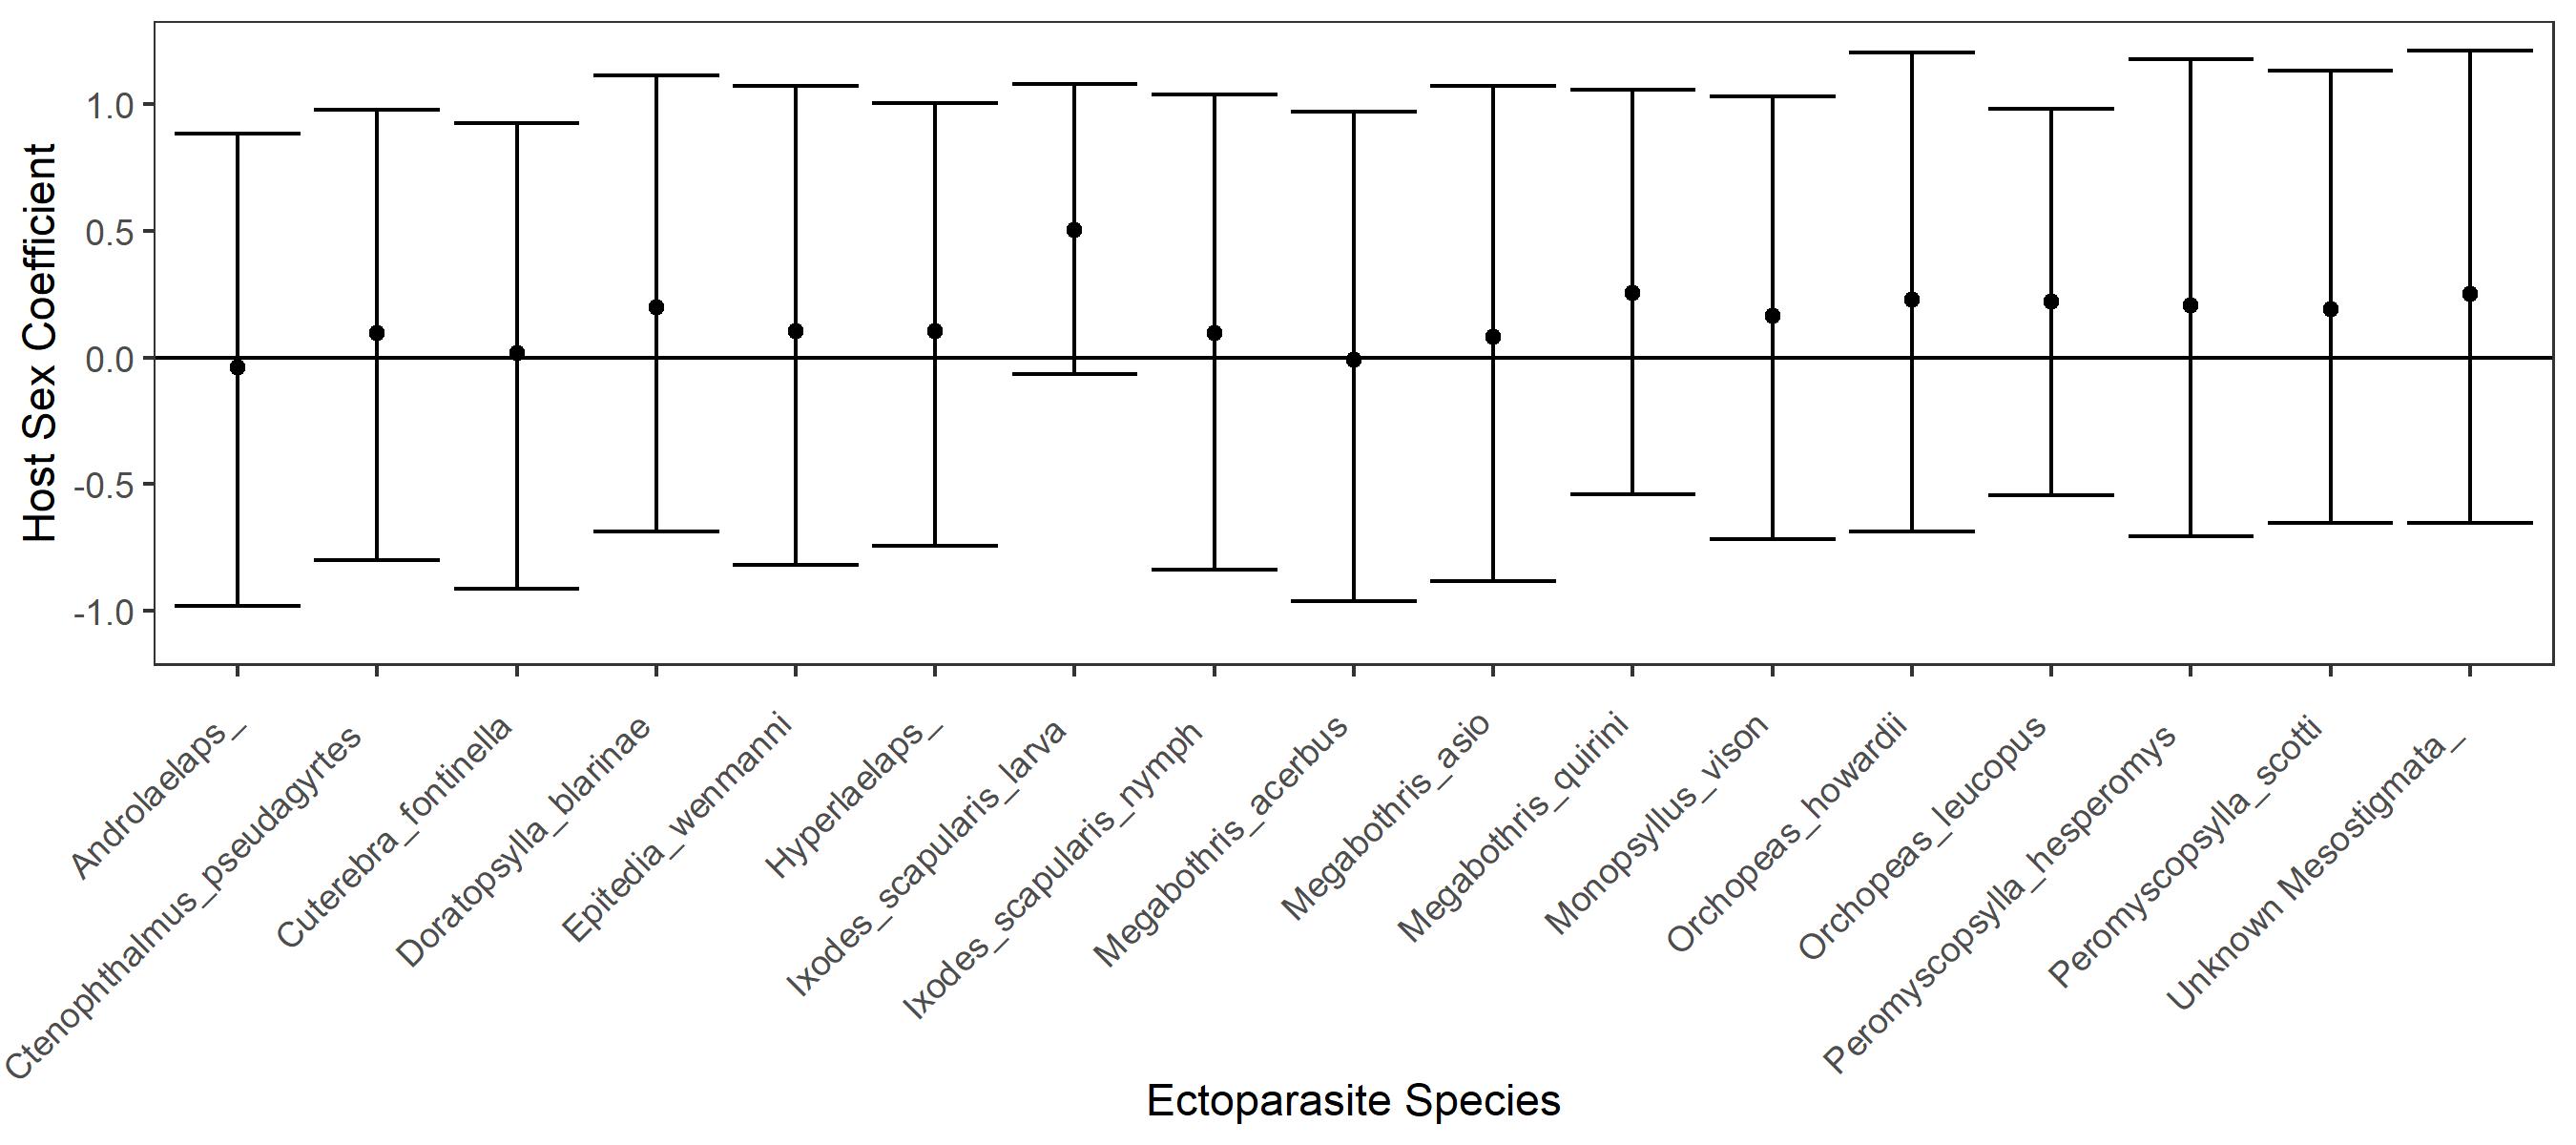 Host Sex Coefficient
1.0
0.5
0.0
-0.5
-1.0
Androlaelaps_
Ctenophthalmus_pseudagyrtes
Cuterebra_fontinella
Doratopsylla_blarinae
Epitedia_wenmanni
Hyperlaelaps_
Ixodes_scapularis_larva
Ixodes_scapularis_nymph
Megabothris_acerbus
Megabothris_asio
Megabothris_quirini
Monopsyllus_vison
Orchopeas_howardii
Orchopeas_leucopus
Peromyscopsylla_hesperomys
Peromyscopsylla_scotti
Unknown Mesostigmata_
Ectoparasite Species